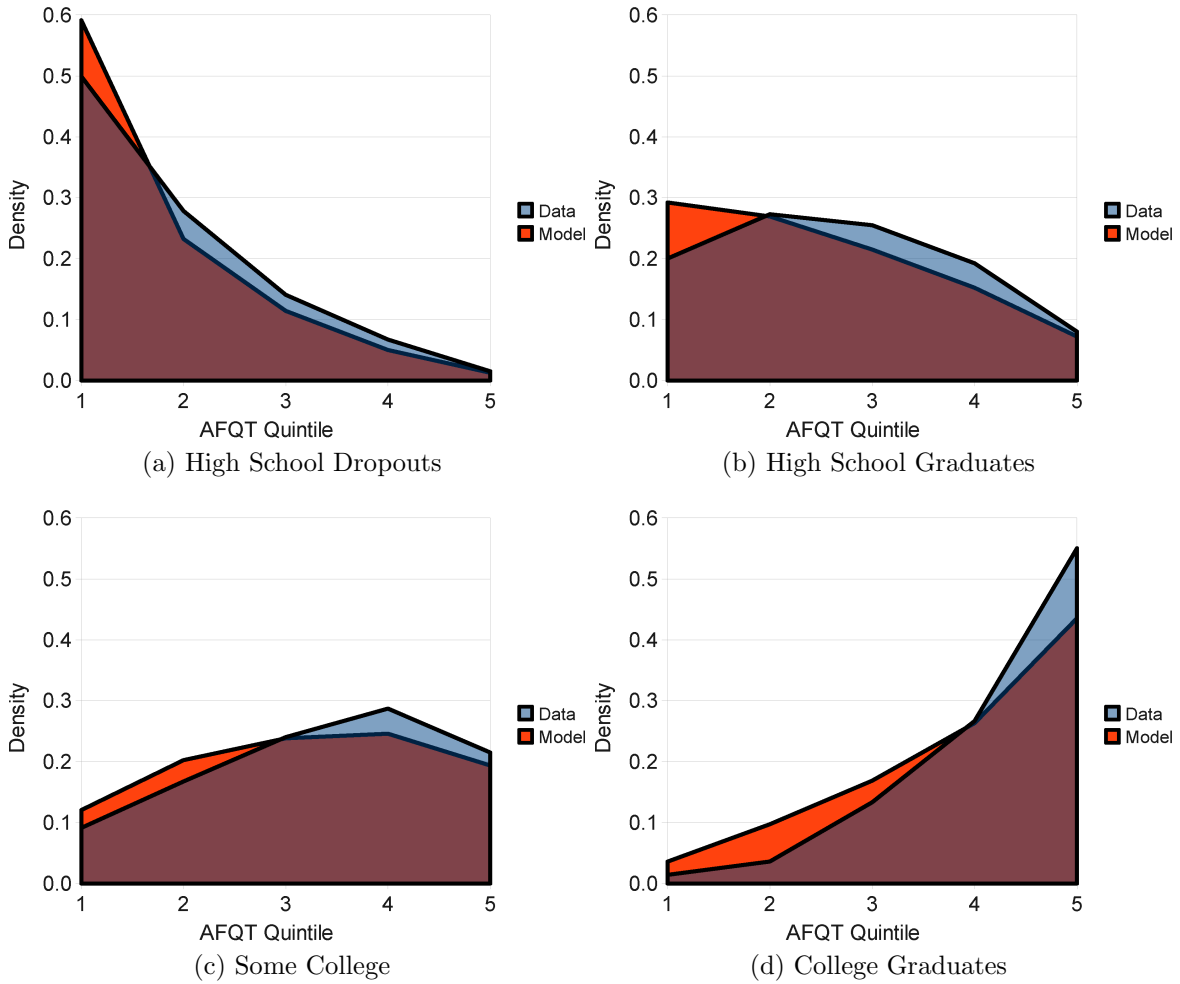 0.6
0.5
0.4
0.3
0.2
0.1
0.0
Density
1 2 3 4 5
AFQT Quintile
Data
Model
(a) High School Dropouts
0.6
0.5
0.4
0.3
0.2
0.1
0.0
Density
1 2 3 4 5
AFQT Quintile
Data
Model
(b) High School Graduates
0.6
0.5
0.4
0.3
0.2
0.1
0.0
Density
1 2 3 4 5
AFQT Quintile
Data
Model
(c) Some College
0.6
0.5
0.4
0.3
0.2
0.1
0.0
Density
1 2 3 4 5
AFQT Quintile
Data
Model
(d) College Graduates